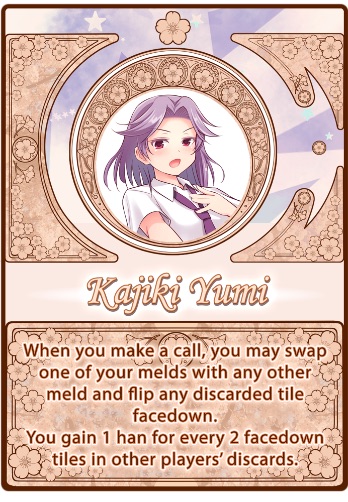 Kajiki Yumi
When you make a call, you may swap
one of your melds with any other
meld and flip any discarded tile
facedown.
You gain 1 han for every 2 facedown
tiles in other players' discards.